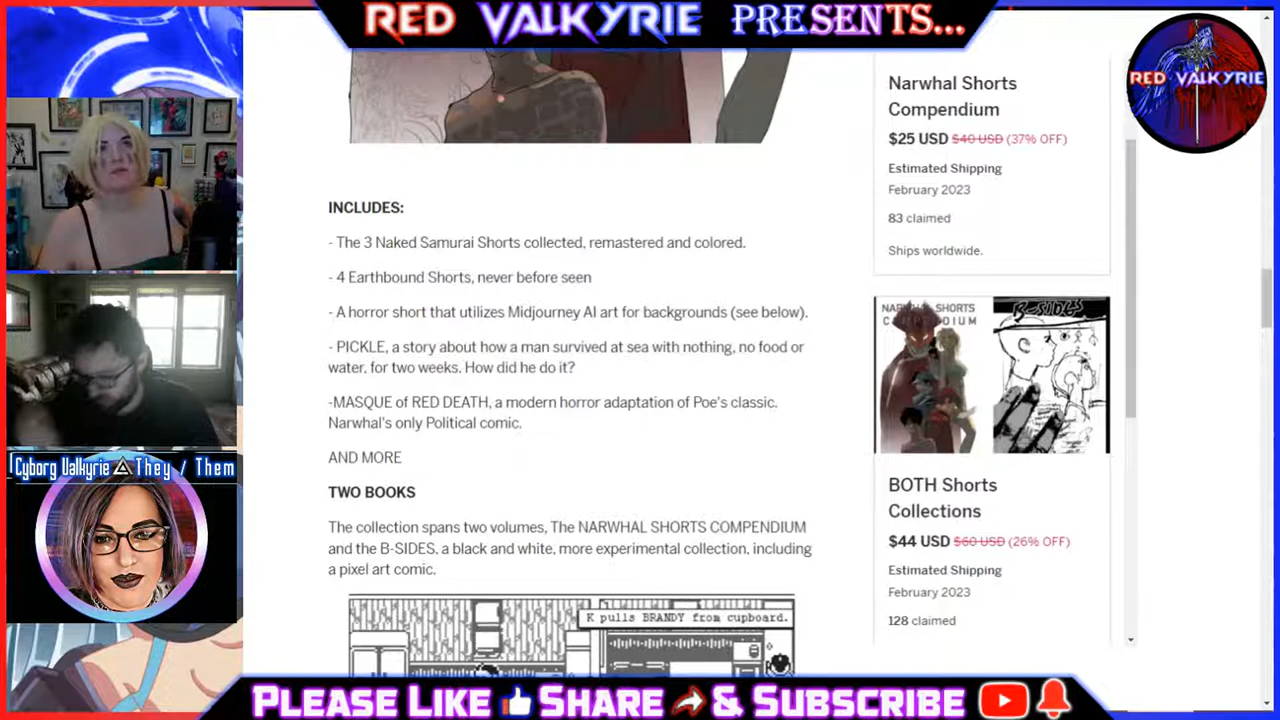 RED VALKYRIE PRESENTS...
RED VALKYRIE
Cyborg Valkyrie They / Them
INCLUDES:
- The 3 Naked Samurai Shorts collected, remastered and colored.
- 4 Earthbound Shorts, never before seen
- A horror short that utilizes Midjourney AI art for backgrounds (see below).
- PICKLE, a story about how a man survived at sea with nothing, no food or
water, for two weeks. How did he do it?
-MASQUE of RED DEATH, a modern horror adaptation of Poe's classic.
Narwhal's only Political comic.
AND MORE
TWO BOOKS
The collection spans two volumes, The NARWHAL SHORTS COMPENDIUM
and the B-SIDES, a black and white, more experimental collection, including
a pixel art comic.
K pulls BRANDY from cupboard.
Narwhal Shorts
Compendium
$25 USD $40 USD (37% OFF)
Estimated Shipping
February 2023
83 claimed
Ships worldwide.
NARWHAL SHORTS
COMPENDIUM
B-SIDES
BOTH Shorts
Collections
$44 USD $60 USD (26% OFF)
Estimated Shipping
February 2023
128 claimed
PLEASE LIKE SHARE & SUBSCRIBE